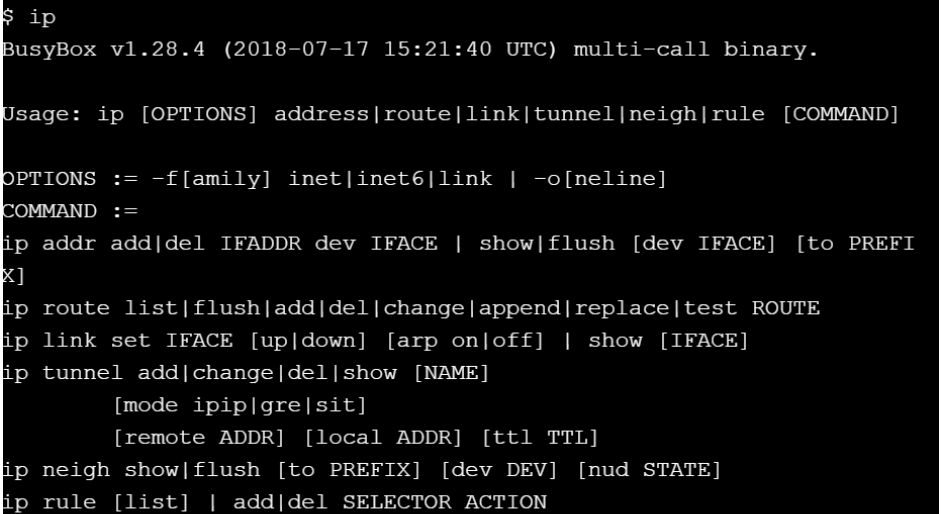 $ ip
BusyBox v1.28.4 (2018-07-17 15:21:40 UTC) multi-call binary.
Usage: ip [OPTIONS] address|route|link|tunnel|neigh|rule [COMMAND]
OPTIONS := -f[amily] inet|inet6|link | -o[neline]
COMMAND :=
ip addr add|del IFADDR dev IFACE | show|flush [dev IFACE] [to PREFI
X]
ip route list|flush|add|del|change|append|replace|test ROUTE
ip link set IFACE [up|down] [arp on|off] | show [IFACE]
ip tunnel add|change|del|show [NAME]
[mode ipip|gre|sit]
[remote ADDR] [local ADDR] [ttl TTL]
ip neigh show|flush [to PREFIX] [dev DEV] [nud STATE]
ip rule [list] | add|del SELECTOR ACTION